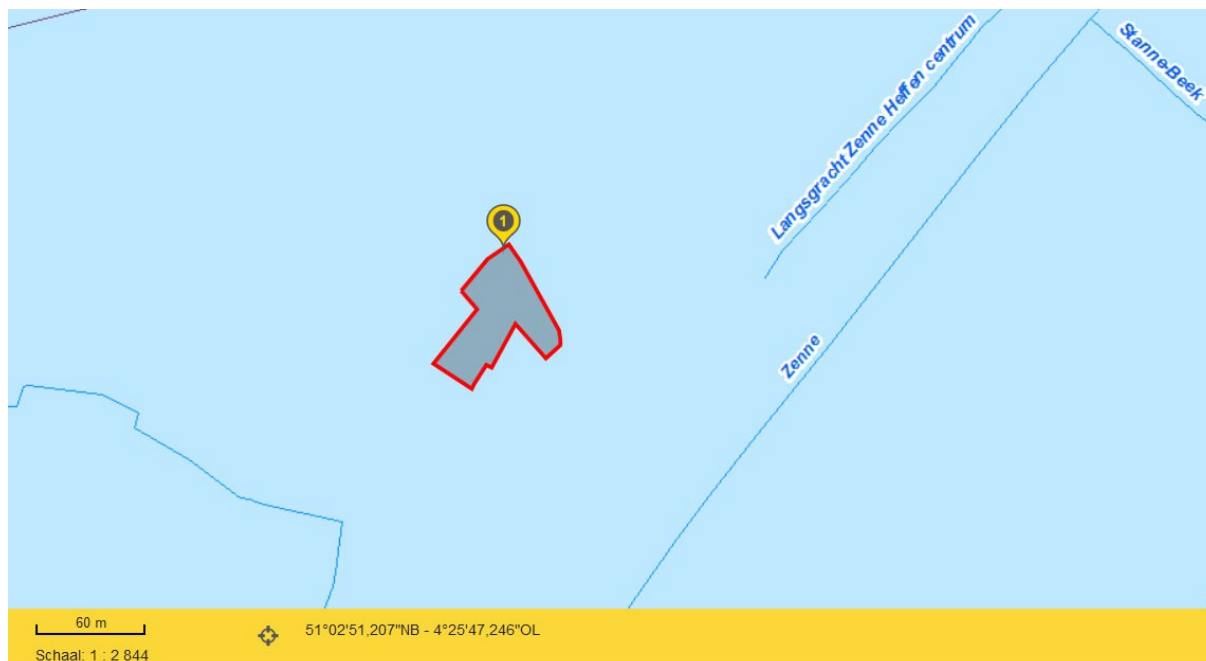 Langsgracht Zenne Heffen centrum
Stanne-Beek
1
Zenne
60 m
51°02'51,207"NB - 4°25'47,246"OL
Schaal: 1 : 2 844